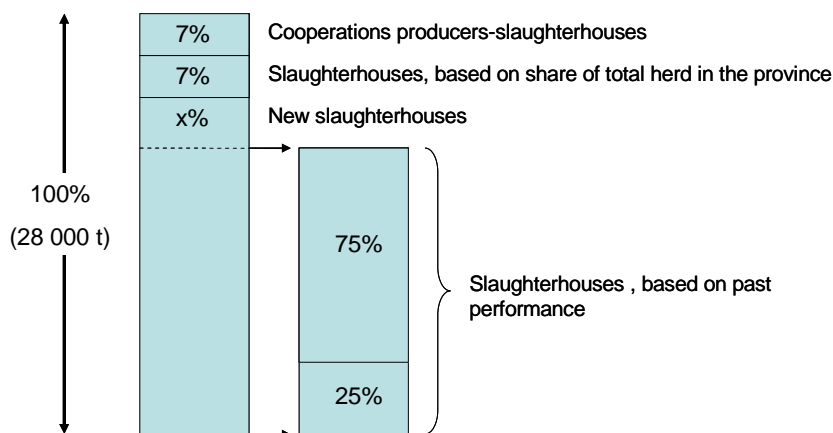 7% Cooperations producers-slaughterhouses
7% Slaughterhouses, based on share of total herd in the province
x% New slaughterhouses
100%
(28 000 t)
75%
Slaughterhouses , based on past
performance
25%